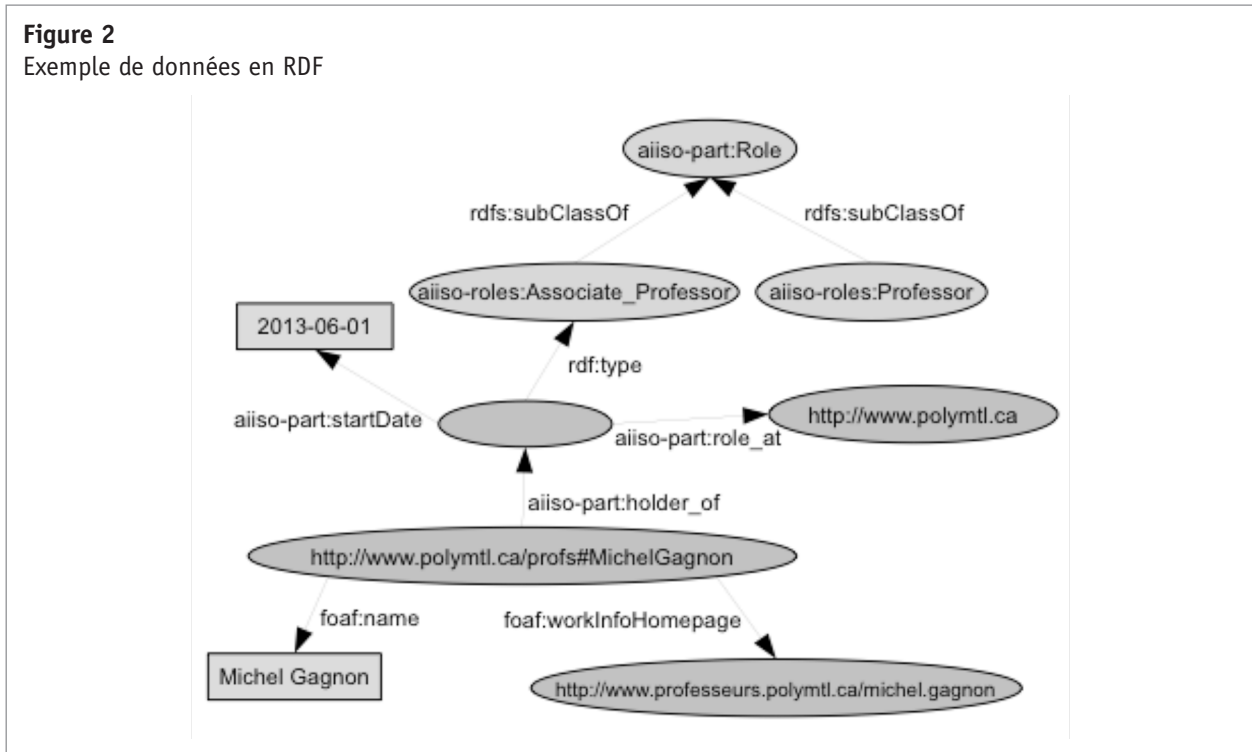 Figure 2
Exemple de données en RDF
aiiso-part:Role
rdfs:subClassOf
rdfs:subClassOf
aiiso-roles:Associate_Professor
aiiso-roles:Professor
2013-06-01
rdf:type
aiiso-part:startDate
http://www.polymtl.ca
aiiso-part:role_at
aiiso-part:holder_of
http://www.polymtl.ca/profs#MichelGagnon
foaf:name
foaf:workInfoHomepage
Michel Gagnon
http://www.professeurs.polymtl.ca/michel.gagnon